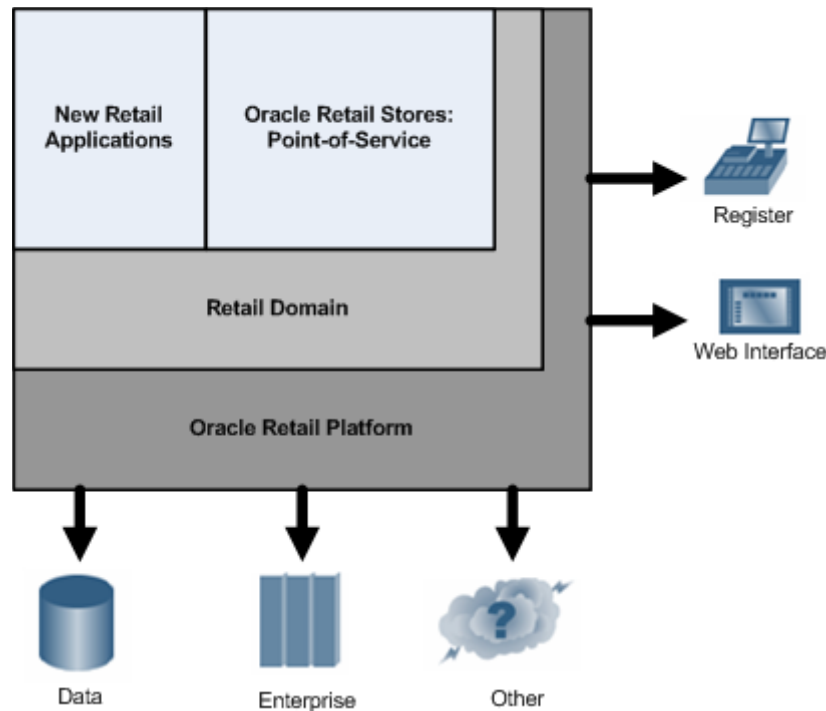 New Retail
Applications
Oracle Retail Stores:
Point-of-Service
Register
Retail Domain
Web Interface
Oracle Retail Platform
?
Data
Enterprise
Other